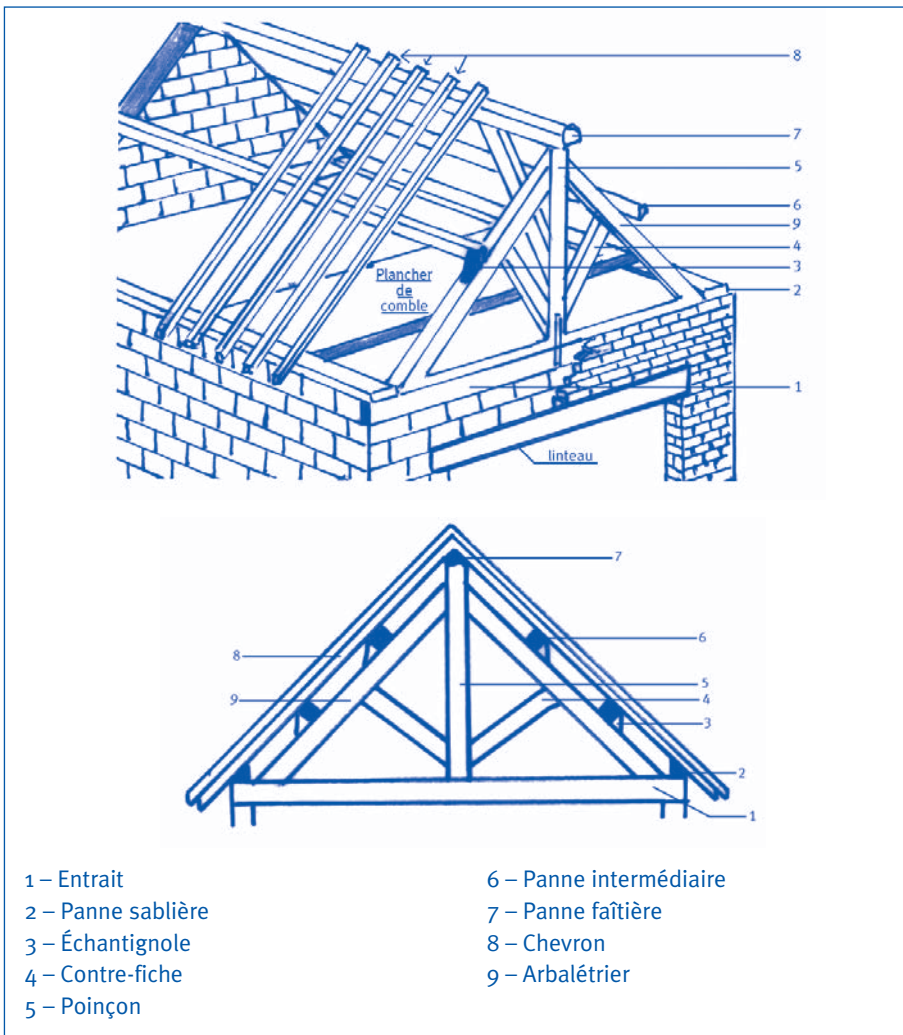 8
7
5
6
9
4
3
2
Plancher
de
comble
1
linteau
7
6
8
5
9
4
3
2
1
1 – Entrait
2 – Panne sablière
3 – Échantignole
4 – Contre-fiche
5 – Poinçon
6 – Panne intermédiaire
7 – Panne faîtière
8 – Chevron
9 – Arbalétrier